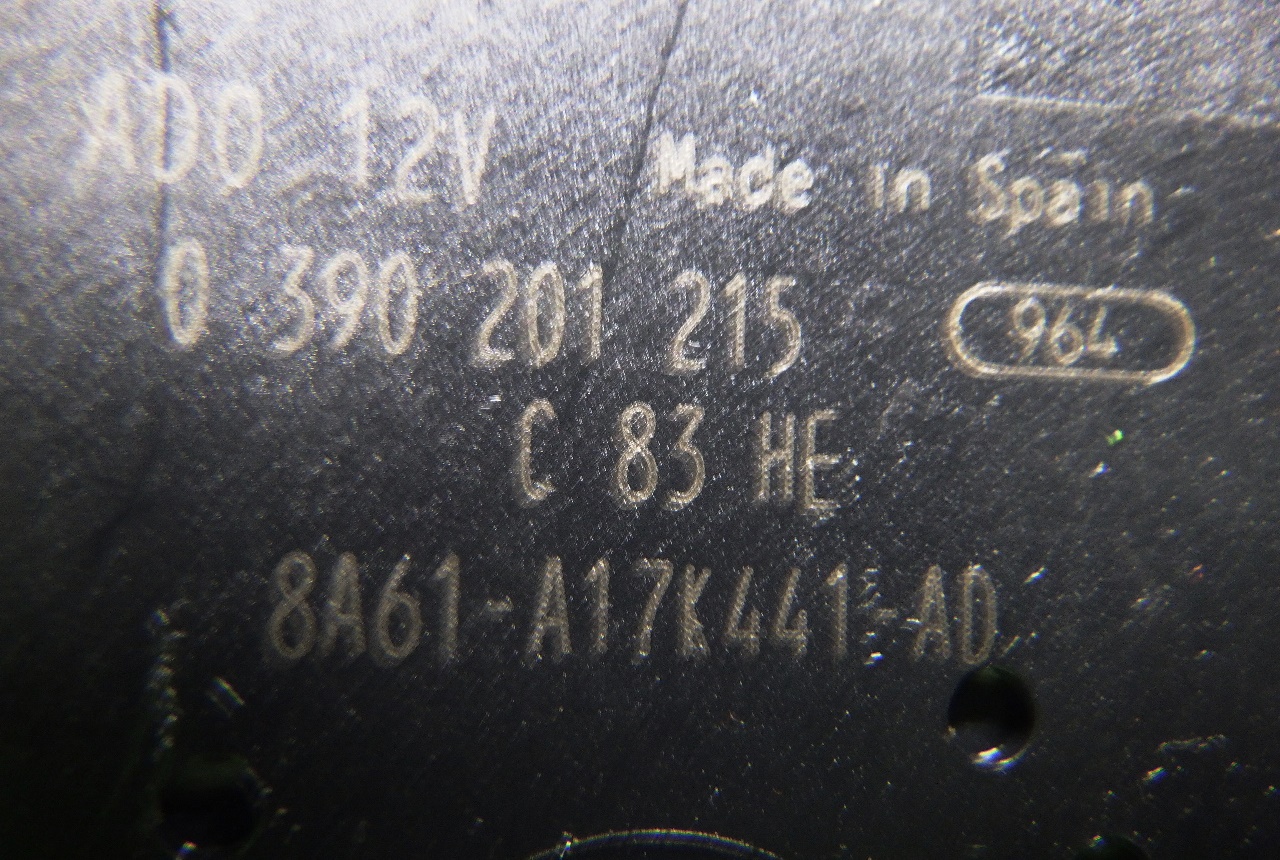 ADO 12V Made in Spain
0 390 201 215 964
C 83 HE
8A61-A17K441-AD